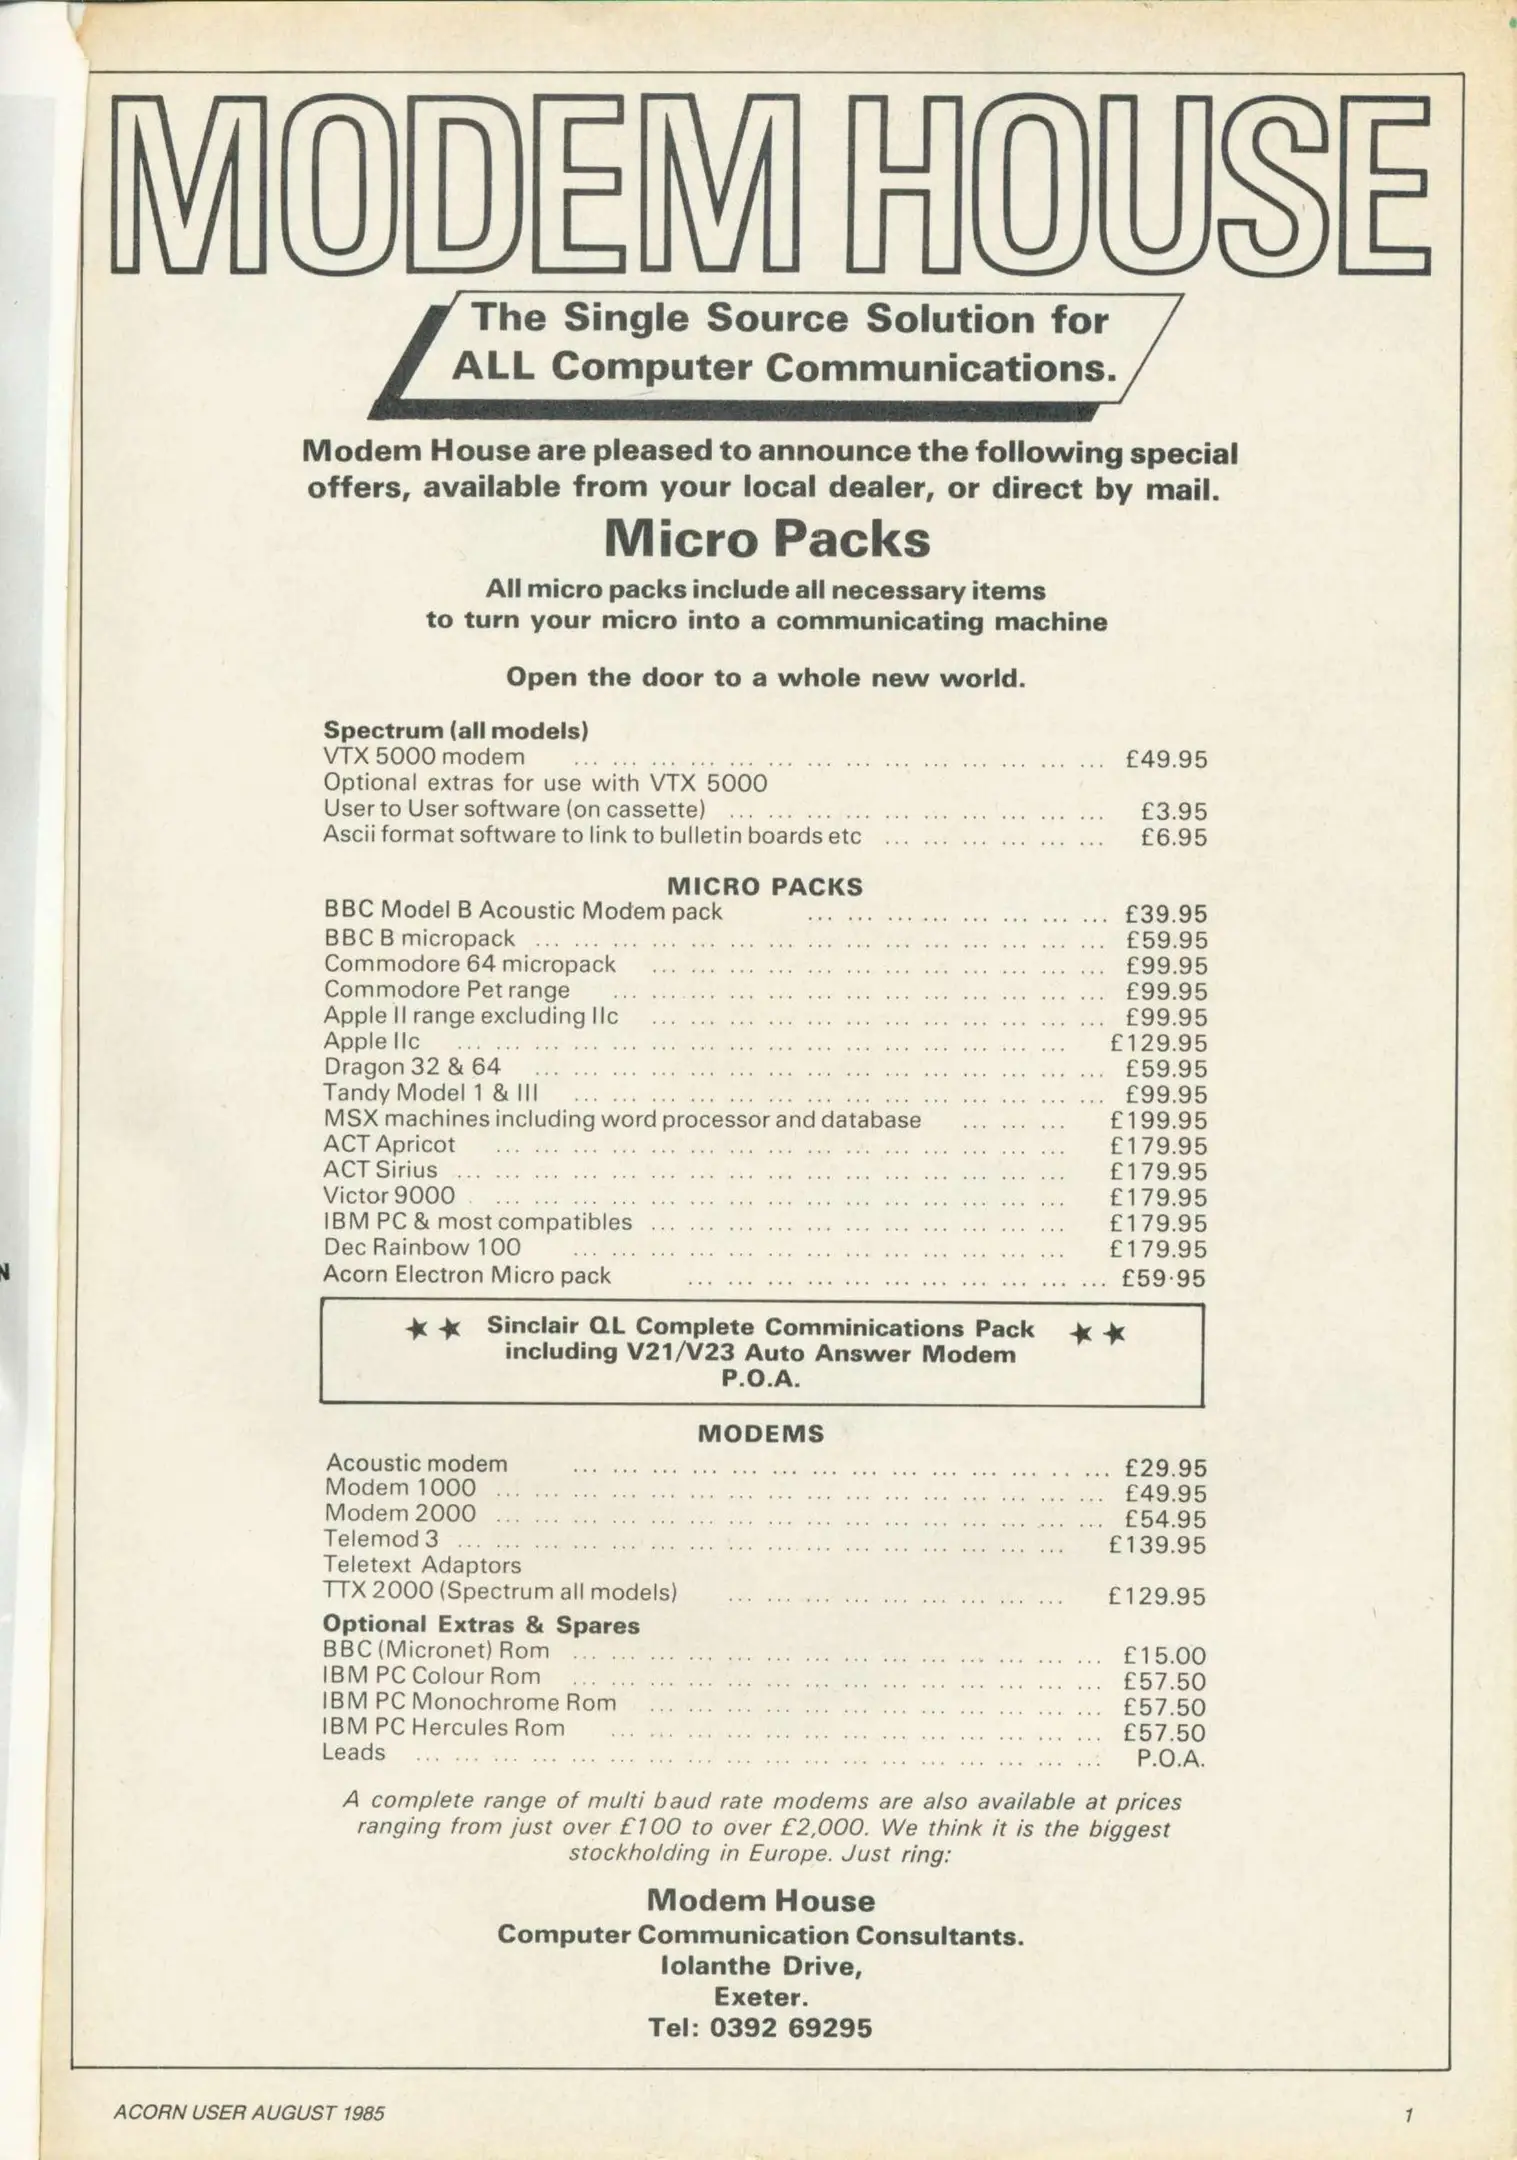 MODEM HOUSE
The Single Source Solution for
ALL Computer Communications.
Modem House are pleased to announce the following special
offers, available from your local dealer, or direct by mail.
Micro Packs
All micro packs include all necessary items
to turn your micro into a communicating machine
Open the door to a whole new world.
Spectrum (all models)
VTX 5000 modem ... £49.95
Optional extras for use with VTX 5000
User to User software (on cassette) ... £3.95
Ascii format software to link to bulletin boards etc ... £6.95
MICRO PACKS
BBC Model B Acoustic Modem pack ... £39.95
BBC B micropack ... £59.95
Commodore 64 micropack ... £99.95
Commodore Pet range ... £99.95
Apple II range excluding IIc ... £99.95
Apple IIc ... £129.95
Dragon 32 & 64 ... £59.95
Tandy Model 1 & III ... £99.95
MSX machines including word processor and database ... £199.95
ACT Apricot ... £179.95
ACT Sirius ... £179.95
Victor 9000 ... £179.95
IBM PC & most compatibles ... £179.95
Dec Rainbow 100 ... £179.95
Acorn Electron Micro pack ... £59·95
★ ★ Sinclair QL Complete Comminications Pack ★ ★
including V21/V23 Auto Answer Modem
P.O.A.
MODEMS
Acoustic modem ... £29.95
Modem 1000 ... £49.95
Modem 2000 ... £54.95
Telemod 3 ... £139.95
Teletext Adaptors
TTX 2000 (Spectrum all models) ... £129.95
Optional Extras & Spares
BBC (Micronet) Rom ... £15.00
IBM PC Colour Rom ... £57.50
IBM PC Monochrome Rom ... £57.50
IBM PC Hercules Rom ... £57.50
Leads ... P.O.A.
A complete range of multi baud rate modems are also available at prices
ranging from just over £100 to over £2,000. We think it is the biggest
stockholding in Europe. Just ring:
Modem House
Computer Communication Consultants.
Iolanthe Drive,
Exeter.
Tel: 0392 69295
ACORN USER AUGUST 1985 1